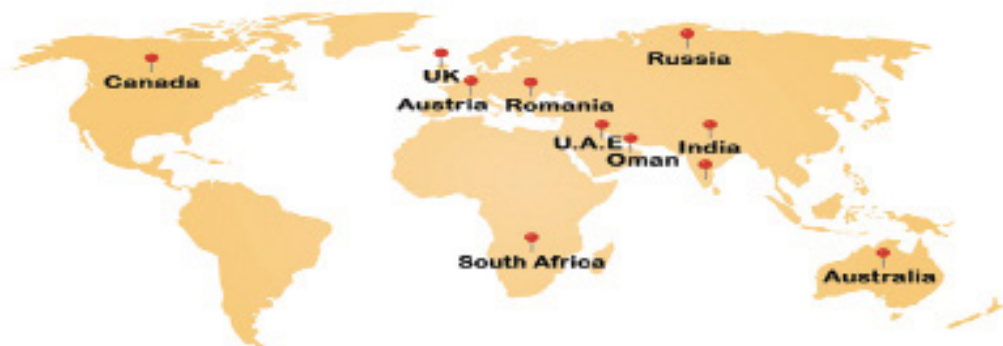 Russia
Canada
UK
Austria
Romania
U.A.E
India
Oman
South Africa
Australia